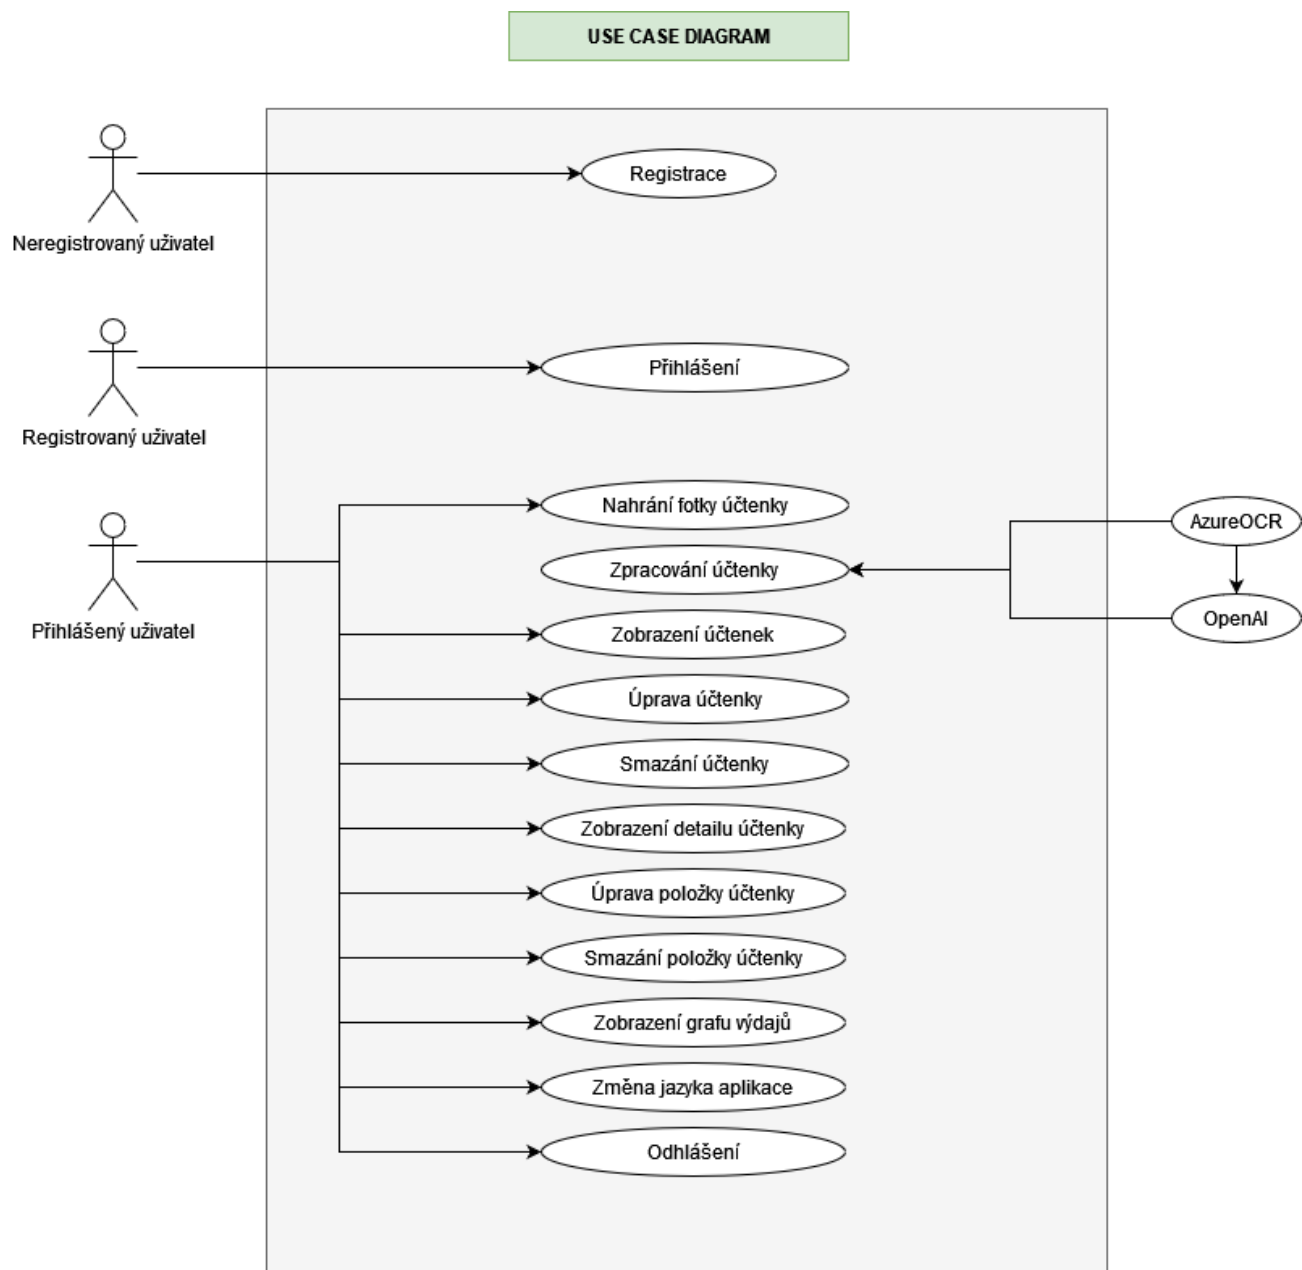 USE CASE DIAGRAM
Registrace
Neregistrovaný uživatel
Přihlášení
Registrovaný uživatel
Nahrání fotky účtenky
AzureOCR
Zpracování účtenky
OpenAI
Přihlášený uživatel
Zobrazení účtenek
Úprava účtenky
Smazání účtenky
Zobrazení detailu účtenky
Úprava položky účtenky
Smazání položky účtenky
Zobrazení grafu výdajů
Změna jazyka aplikace
Odhlášení